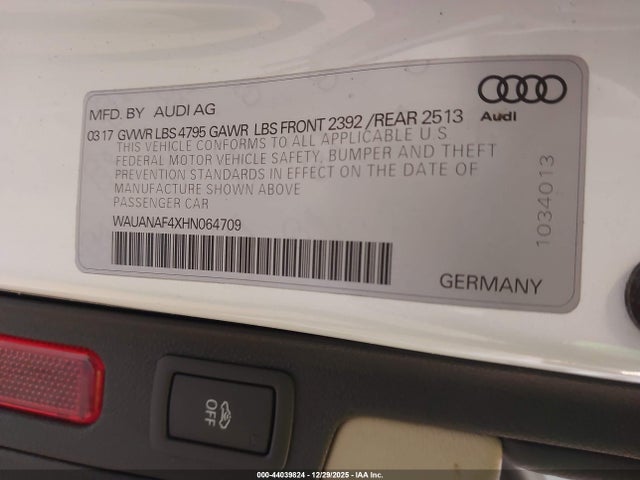 MFD. BY AUDI AG
Audi
0317 GVWR LBS 4795 GAWR LBS FRONT 2392 /REAR 2513
THIS VEHICLE CONFORMS TO ALL APPLICABLE U S
FEDERAL MOTOR VEHICLE SAFETY, BUMPER AND THEFT
PREVENTION STANDARDS IN EFFECT ON THE DATE OF
MANUFACTURE SHOWN ABOVE
PASSENGER CAR
WAUANAF4XHN064709
1034013
GERMANY
OFF
000-44039824 - 12/29/2025 - IAA Inc.